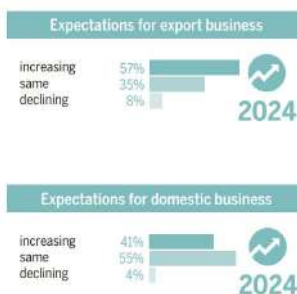 Expectations for export business
increasing 57%
same 35%
declining 8%
2024
Expectations for domestic business
increasing 41%
same 55%
declining 4%
2024